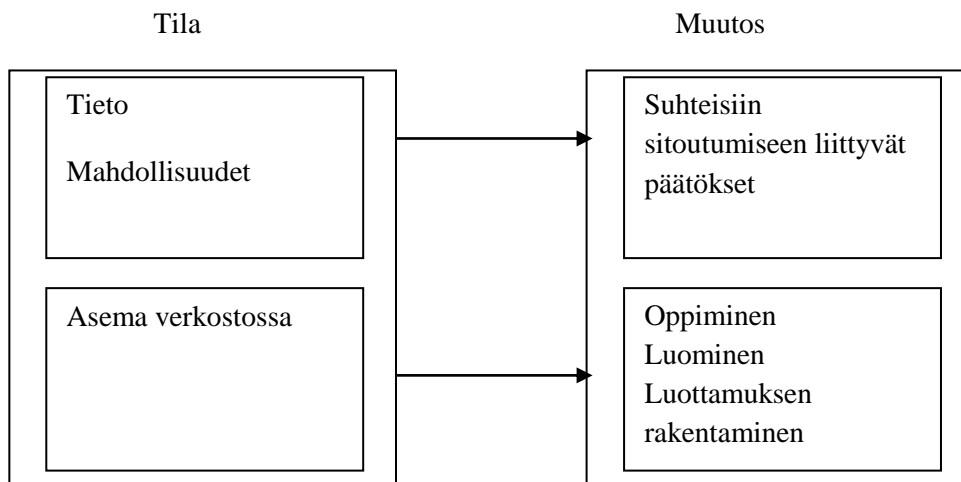 Tila
Muutos
Tieto
Mahdollisuudet
Suhteisiin
sitoutumiseen liittyvät
päätökset
Asema verkostossa
Oppiminen
Luominen
Luottamuksen
rakentaminen